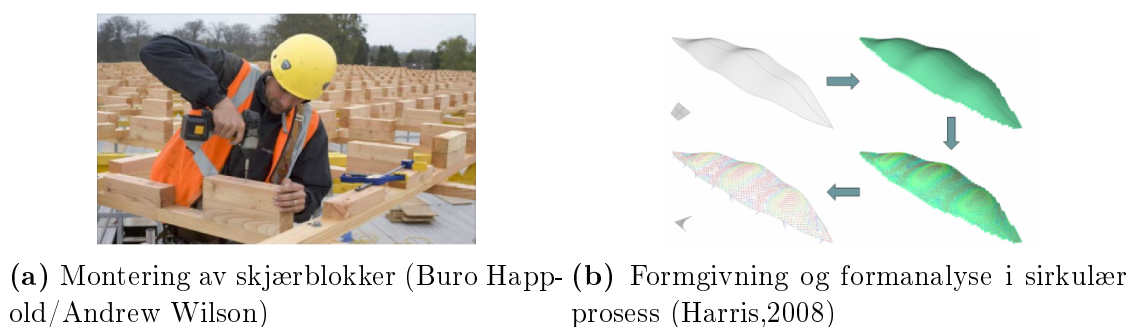 (a) Montering av skjærblokker (Buro Happ-
old/Andrew Wilson)
(b) Formgivning og formanalyse i sirkulær
prosess (Harris,2008)